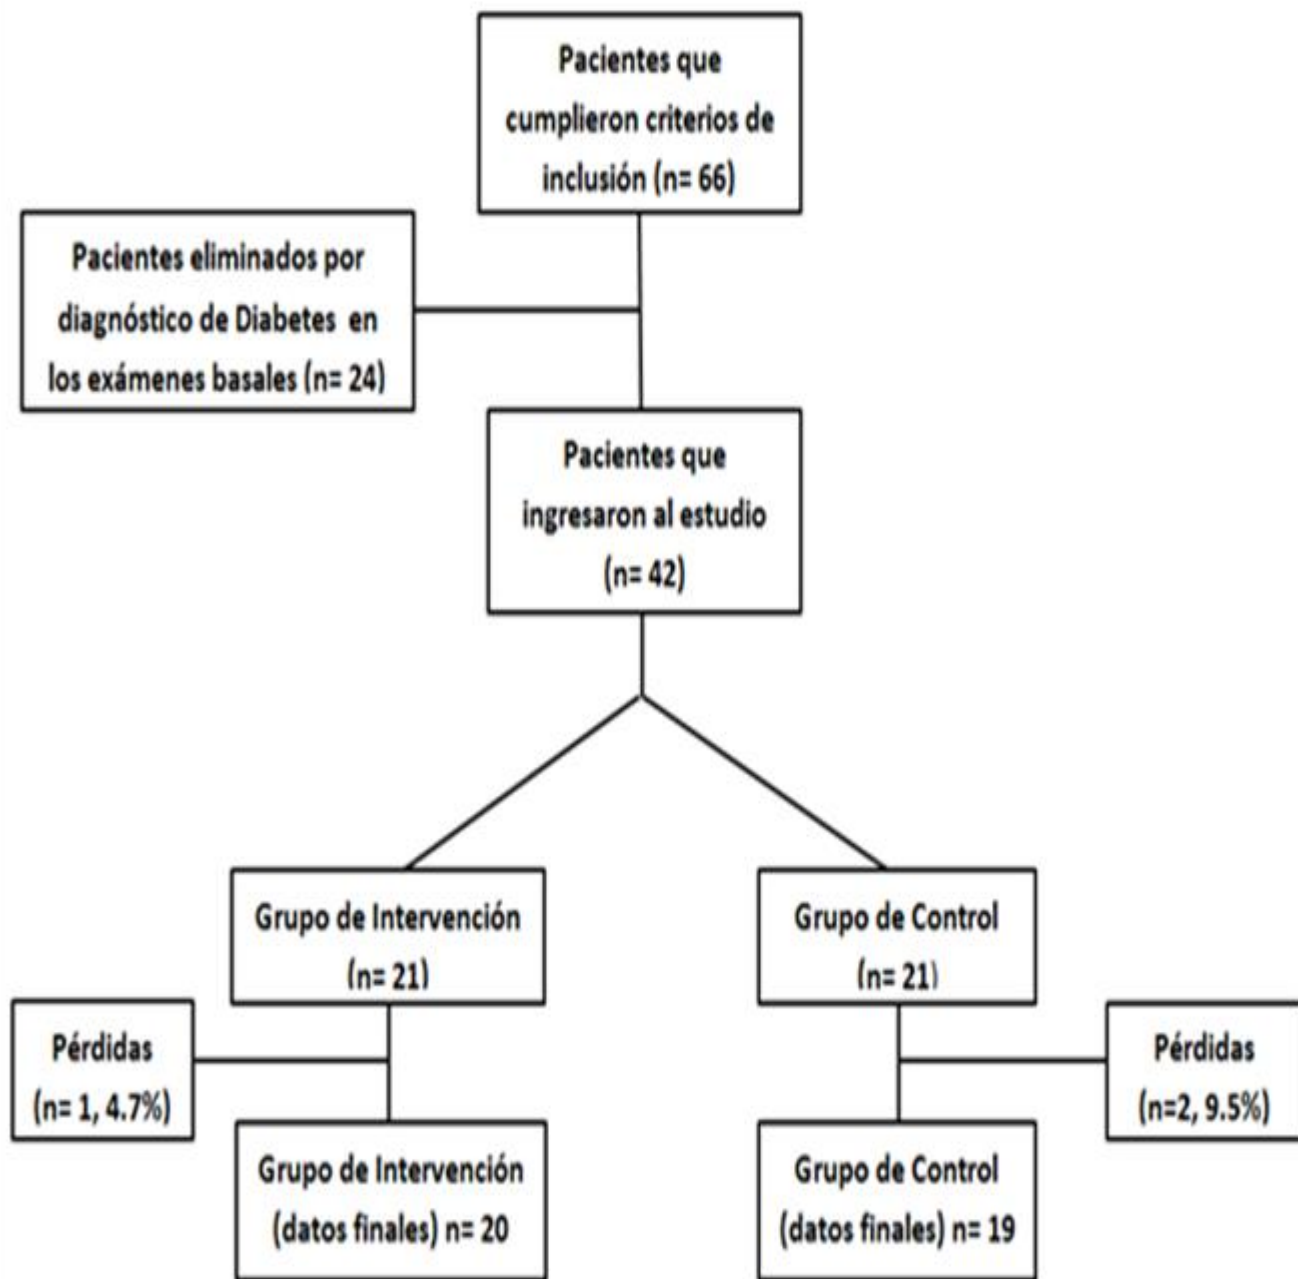 Pacientes que
cumplieron criterios de
inclusión (n= 66)
Pacientes eliminados por
diagnóstico de Diabetes en
los exámenes basales (n= 24)
Pacientes que
ingresaron al estudio
(n= 42)
Grupo de Intervención
(n= 21)
Grupo de Control
(n= 21)
Pérdidas
(n= 1, 4.7%)
Pérdidas
(n=2, 9.5%)
Grupo de Intervención
(datos finales) n= 20
Grupo de Control
(datos finales) n= 19